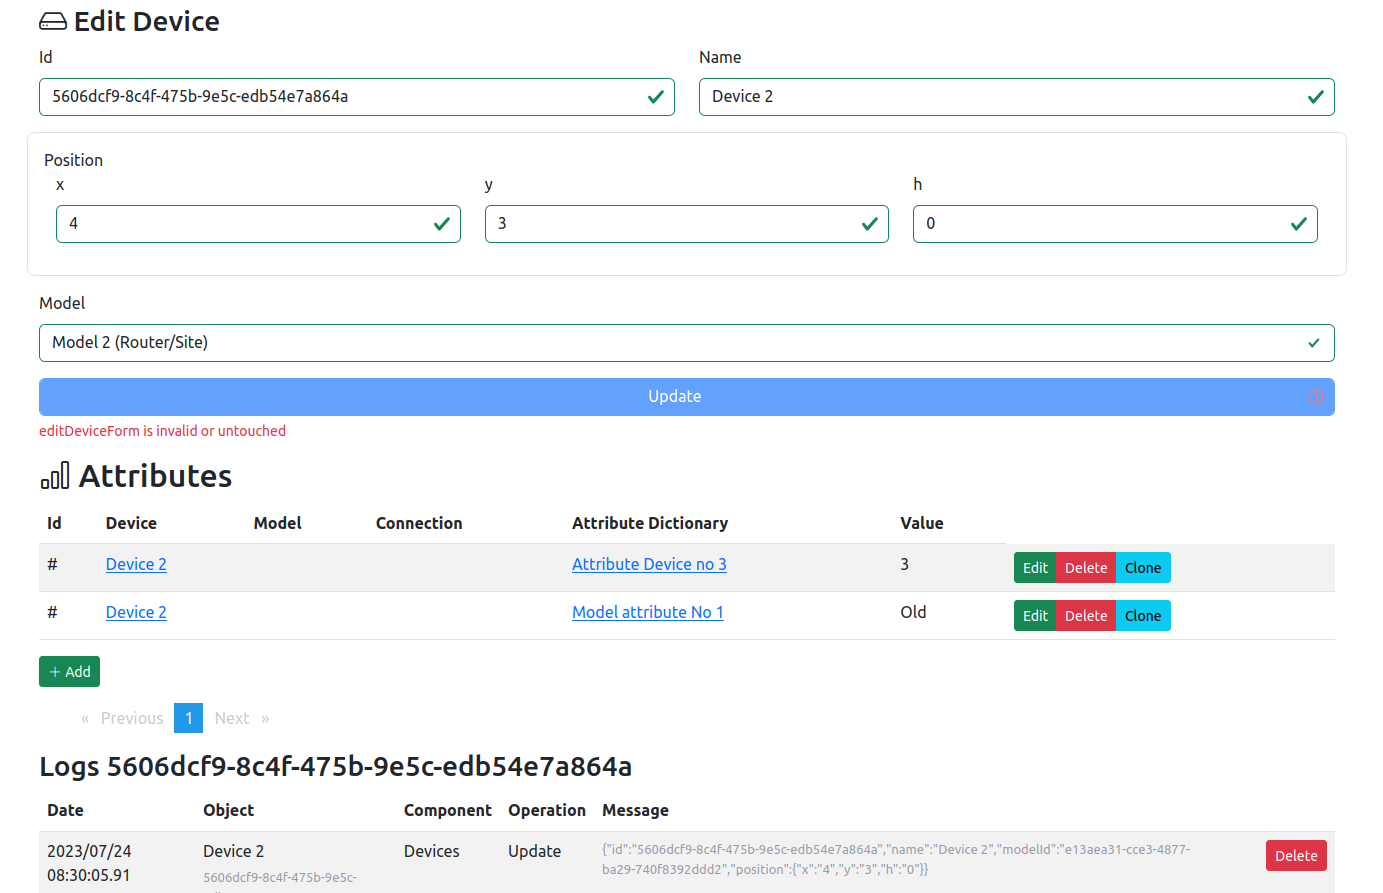 Edit Device
Id Name
5606dcf9-8c4f-475b-9e5c-edb54e7a864a Device 2
Position
x y h
4 3 0
Model
Model 2 (Router/Site)
Update
editDeviceForm is invalid or untouched
Attributes
Id Device Model Connection Attribute Dictionary Value
# Device 2 Attribute Device no 3 3 Edit Delete Clone
# Device 2 Model attribute No 1 Old Edit Delete Clone
+ Add
« Previous 1 Next »
Logs 5606dcf9-8c4f-475b-9e5c-edb54e7a864a
Date Object Component Operation Message
2023/07/24 Device 2 Devices Update {"id":"5606dcf9-8c4f-475b-9e5c-edb54e7a864a","name":"Device 2","modelId":"e13aea31-cce3-4877- Delete
08:30:05.91 5606dcf9-8c4f-475b-9e5c- ba29-740f8392ddd2","position":{"x":"4","y":"3","h":"0"}}